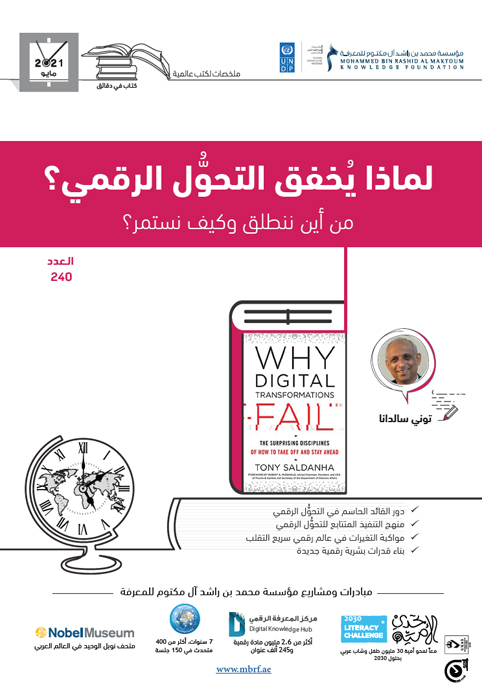 2021
مايو
كتاب في دقائق
ملخصات لكتب عالمية
UNDP
مؤسسة محمد بن راشد آل مكتوم للمعرفة
MOHAMMED BIN RASHID AL MAKTOUM
KNOWLEDGE FOUNDATION
لماذا يُخفق التحوُّل الرقمي؟
من أين ننطلق وكيف نستمر؟
العدد
240
WHY
DIGITAL
TRANSFORMATIONS
FAIL
THE SURPRISING DISCIPLINES
OF HOW TO TAKE OFF AND STAY AHEAD
TONY SALDANHA
توني سالدانا
دور القائد الحاسم في التحوُّل الرقمي
منهج التنفيذ المتتابع للتحوُّل الرقمي
مواكبة التغيرات في عالم رقمي سريع التقلب
بناء قدرات بشرية رقمية جديدة
مبادرات ومشاريع مؤسسة محمد بن راشد آل مكتوم للمعرفة
2030
LITERACY
CHALLENGE
معاً لمحو أمية 30 مليون طفل وشاب عربي
بحلول 2030
مركز المعرفة الرقمي
Digital Knowledge Hub
أكثر من 2.6 مليون مادة رقمية
و245 ألف عنوان
7 سنوات، أكثر من 400
متحدث في 150 جلسة
NobelMuseum
متحف نوبل الوحيد في العالم العربي
www.mbrf.ae